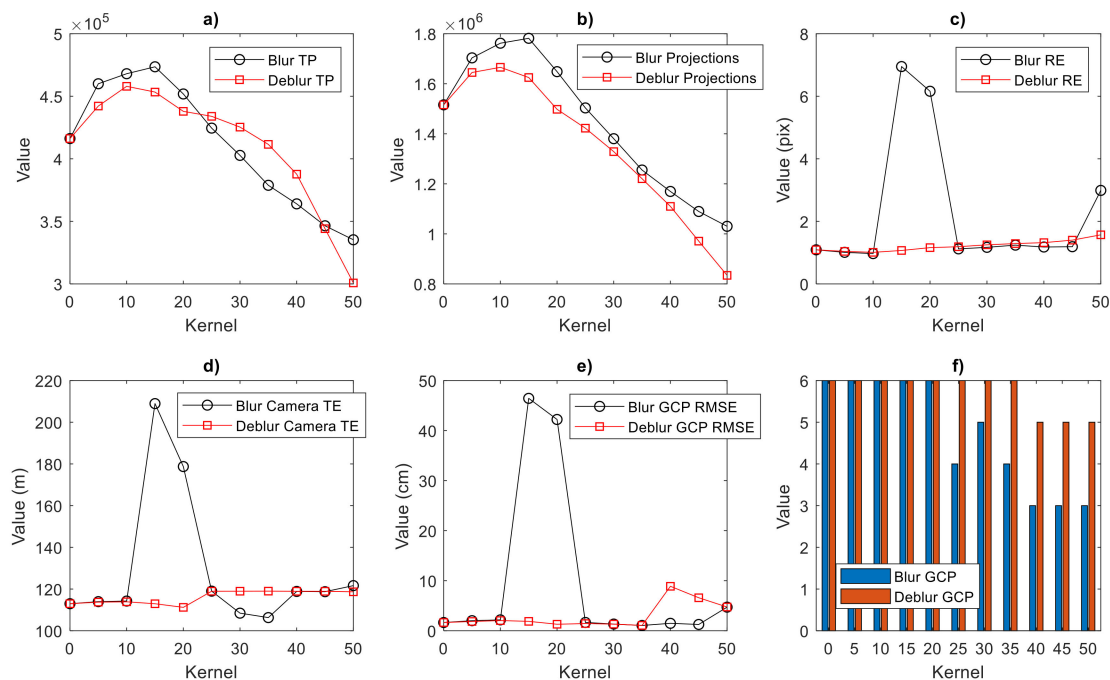 a)
×10⁵
5
4.5
4
3.5
3
Value
0 10 20 30 40 50
Kernel
Blur TP
Deblur TP
b)
×10⁶
1.8
1.6
1.4
1.2
1
0.8
Value
0 10 20 30 40 50
Kernel
Blur Projections
Deblur Projections
c)
8
6
4
2
0
Value (pix)
0 10 20 30 40 50
Kernel
Blur RE
Deblur RE
d)
220
200
180
160
140
120
100
Value (m)
0 10 20 30 40 50
Kernel
Blur Camera TE
Deblur Camera TE
e)
50
40
30
20
10
0
Value (cm)
0 10 20 30 40 50
Kernel
Blur GCP RMSE
Deblur GCP RMSE
f)
6
5
4
3
2
1
0
Value
0 5 10 15 20 25 30 35 40 45 50
Kernel
Blur GCP
Deblur GCP